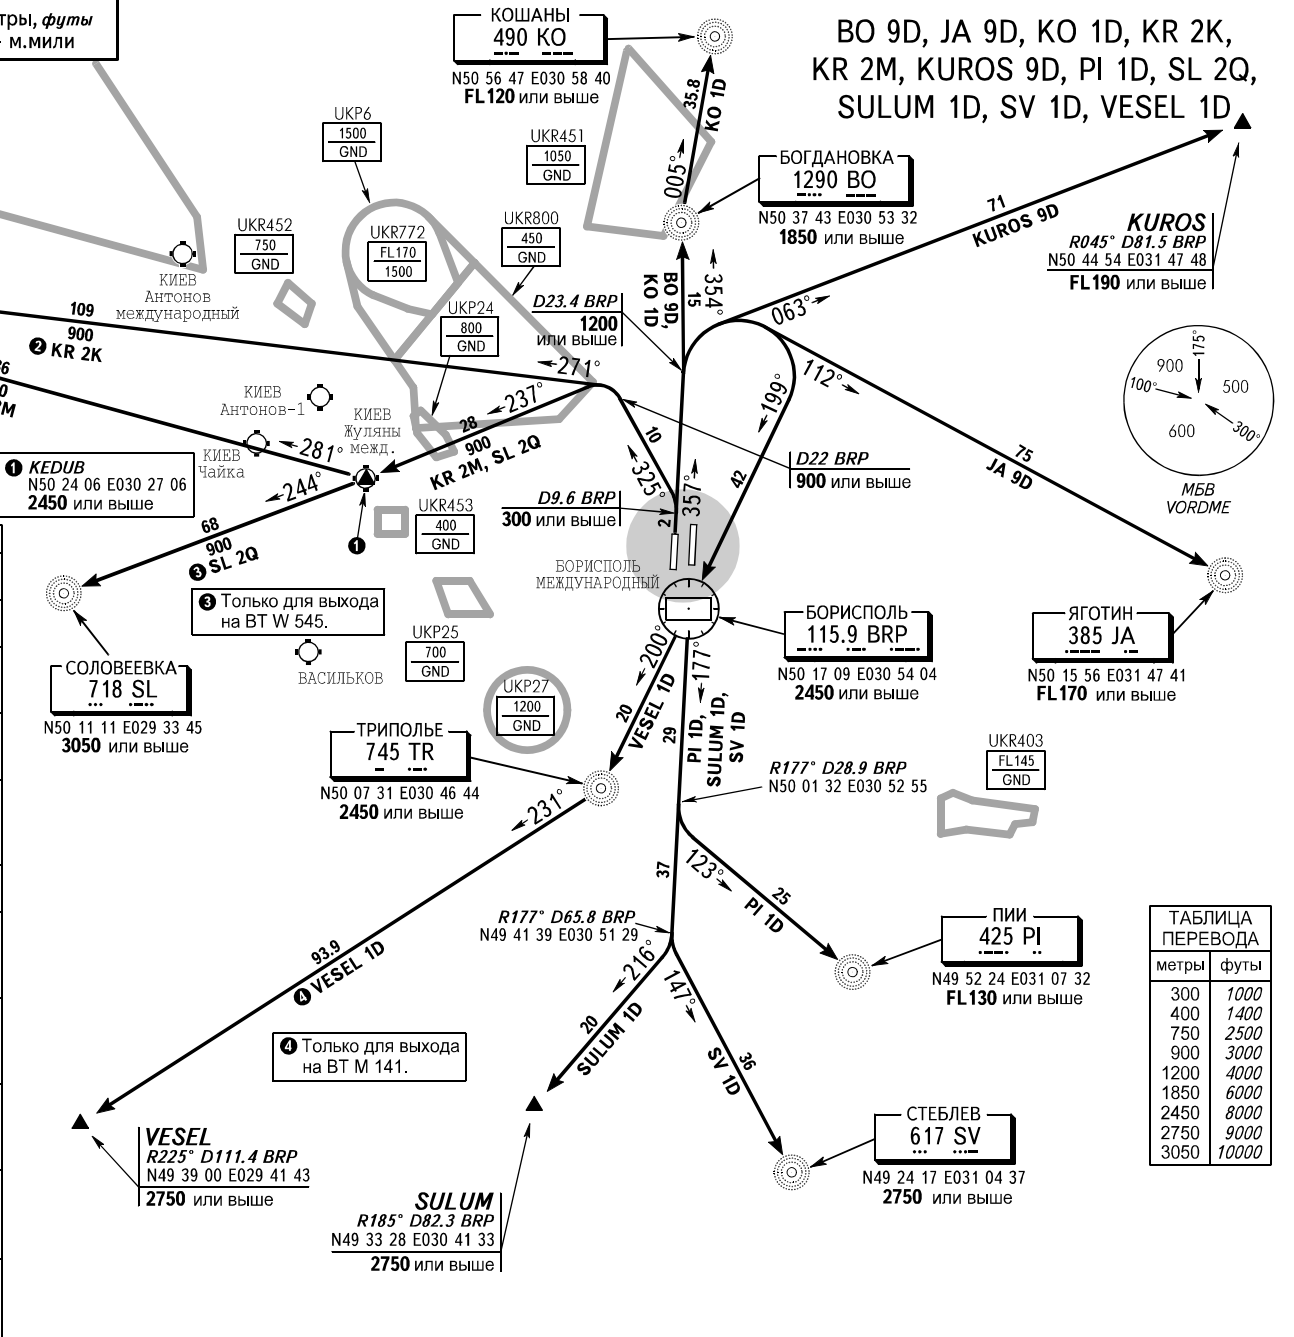 тры, футы
м.мили
BO 9D, JA 9D, KO 1D, KR 2K,
KR 2M, KUROS 9D, PI 1D, SL 2Q,
SULUM 1D, SV 1D, VESEL 1D
КОШАНЫ
490 KO
N50 56 47 E030 58 40
FL120 или выше
35.8
KO 1D
005°
UKP6
1500
GND
UKR451
1050
GND
БОГДАНОВКА
1290 BO
N50 37 43 E030 53 32
1850 или выше
71
KUROS 9D
KUROS
R045° D81.5 BRP
N50 44 54 E031 47 48
FL190 или выше
UKR452
750
GND
UKR772
FL170
1500
UKR800
450
GND
КИЕВ
Антонов
международный
BO 9D,
KO 1D
15
354°
D23.4 BRP
1200
или выше
063°
UKP24
800
GND
109
900
2 KR 2K
271°
237°
112°
199°
175°
900
500
100°
600
300°
МБВ
VORDME
КИЕВ
Антонов-1
КИЕВ
Жуляны
межд.
28
900
KR 2M, SL 2Q
10
325°
КИЕВ
Чайка
281°
244°
1 KEDUB
N50 24 06 E030 27 06
2450 или выше
D22 BRP
900 или выше
42
75
JA 9D
D9.6 BRP
300 или выше
2
357°
UKR453
400
GND
1
68
900
3 SL 2Q
БОРИСПОЛЬ
МЕЖДУНАРОДНЫЙ
3 Только для выхода
на ВТ W 545.
БОРИСПОЛЬ
115.9 BRP
N50 17 09 E030 54 04
2450 или выше
ЯГОТИН
385 JA
N50 15 56 E031 47 41
FL170 или выше
UKP25
700
GND
СОЛОВЕЕВКА
718 SL
N50 11 11 E029 33 45
3050 или выше
ВАСИЛЬКОВ
200°
20
VESEL 1D
177°
29
PI 1D,
SULUM 1D,
SV 1D
UKP27
1200
GND
ТРИПОЛЬЕ
745 TR
N50 07 31 E030 46 44
2450 или выше
231°
R177° D28.9 BRP
N50 01 32 E030 52 55
UKR403
FL145
GND
37
123°
25
PI 1D
R177° D65.8 BRP
N49 41 39 E030 51 29
ПИИ
425 PI
N49 52 24 E031 07 32
FL130 или выше
93.9
4 VESEL 1D
216°
147°
20
SULUM 1D
36
SV 1D
4 Только для выхода
на ВТ M 141.
VESEL
R225° D111.4 BRP
N49 39 00 E029 41 43
2750 или выше
SULUM
R185° D82.3 BRP
N49 33 28 E030 41 33
2750 или выше
СТЕБЛЕВ
617 SV
N49 24 17 E031 04 37
2750 или выше
ТАБЛИЦА
ПЕРЕВОДА
метры футы
300 1000
400 1400
750 2500
900 3000
1200 4000
1850 6000
2450 8000
2750 9000
3050 10000